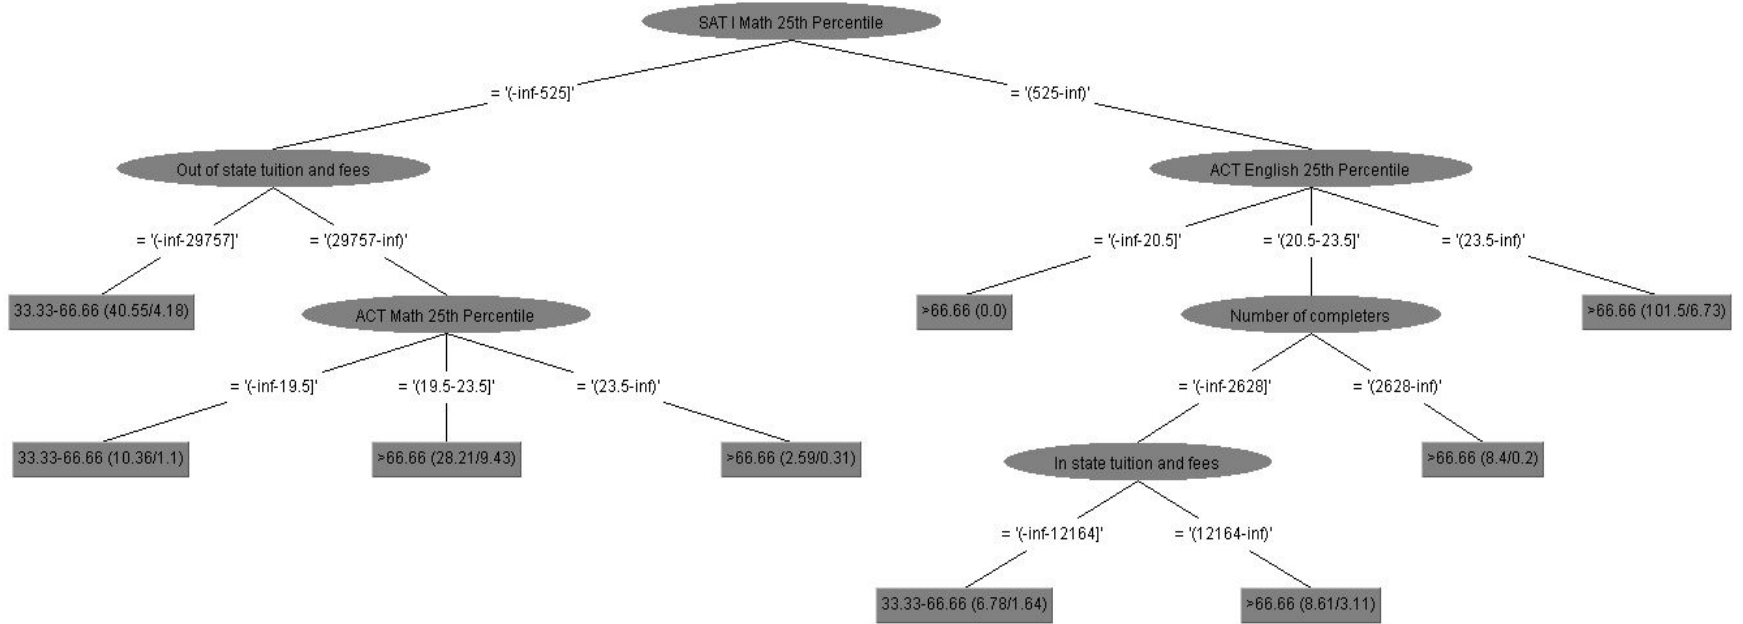 SAT I Math 25th Percentile
= '(-inf-525]'
= '(525-inf)'
Out of state tuition and fees
ACT English 25th Percentile
= '(-inf-29757]'
= '(29757-inf)'
= '(-inf-20.5]'
= '(20.5-23.5]'
= '(23.5-inf)'
33.33-66.66 (40.55/4.18)
ACT Math 25th Percentile
>66.66 (0.0)
Number of completers
>66.66 (101.5/6.73)
= '(-inf-19.5]'
= '(19.5-23.5]'
= '(23.5-inf)'
= '(-inf-2628]'
= '(2628-inf)'
33.33-66.66 (10.36/1.1)
>66.66 (28.21/9.43)
>66.66 (2.59/0.31)
In state tuition and fees
>66.66 (8.4/0.2)
= '(-inf-12164]'
= '(12164-inf)'
33.33-66.66 (6.78/1.64)
>66.66 (8.61/3.11)